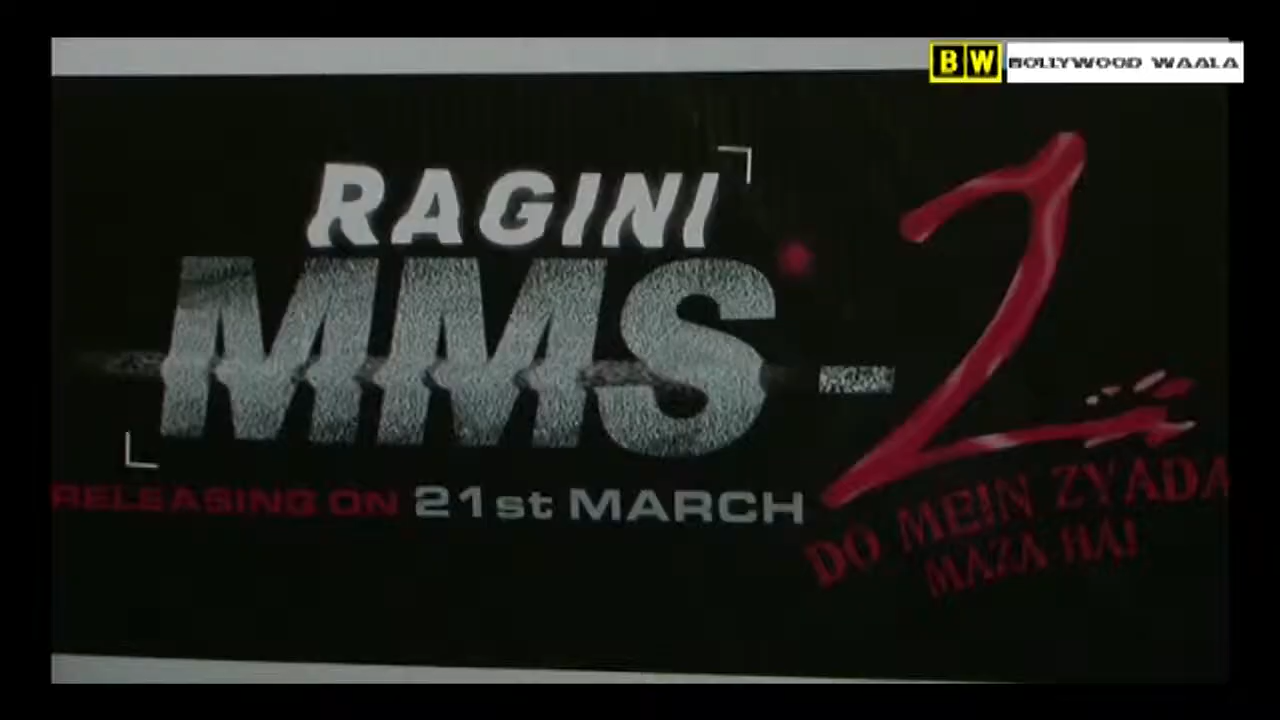 BW BOLLYWOOD WAALA
RAGINI
MMS - 2
RELEASING ON 21st MARCH
DO MEIN ZYADA
MAZA HAI